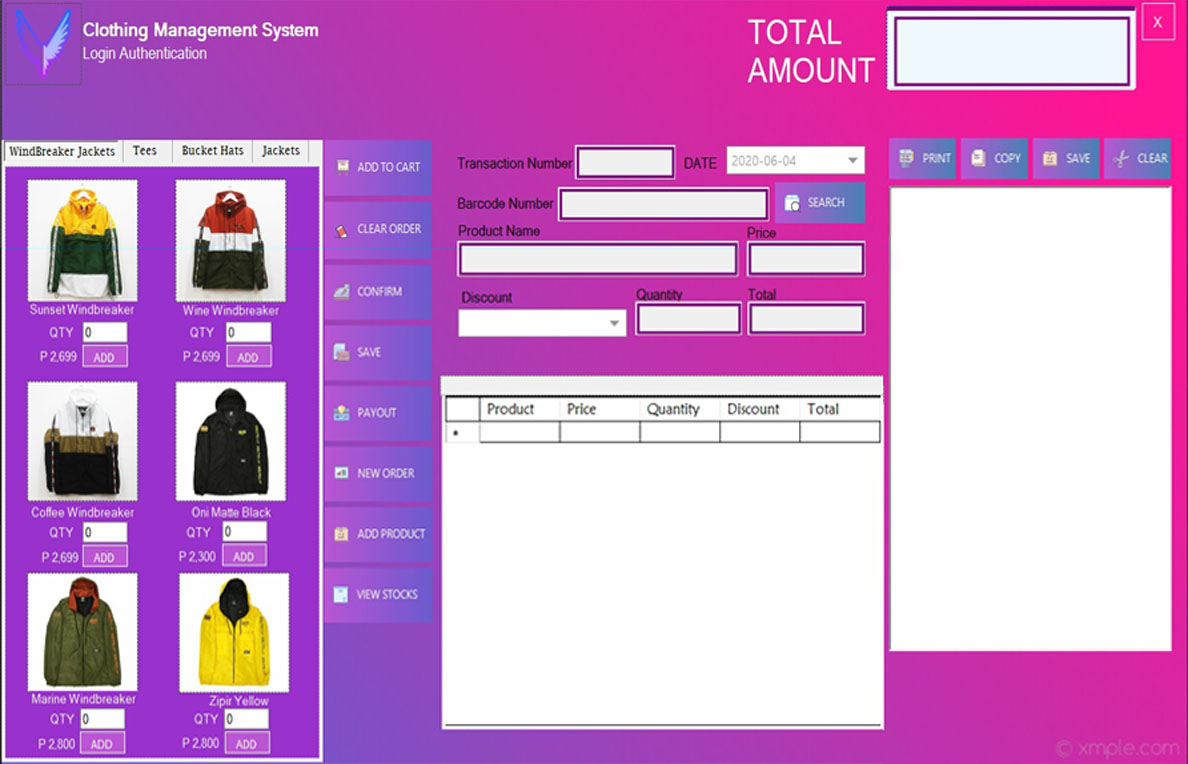 Clothing Management System
Login Authentication
TOTAL
AMOUNT
X
WindBreaker Jackets Tees Bucket Hats Jackets
Sunset Windbreaker
QTY 0
P 2,699 ADD
Wine Windbreaker
QTY 0
P 2,699 ADD
Coffee Windbreaker
QTY 0
P 2,699 ADD
Oni Matte Black
QTY 0
P 2,300 ADD
Marine Windbreaker
QTY 0
P 2,800 ADD
Zipir Yellow
QTY 0
P 2,800 ADD
ADD TO CART
CLEAR ORDER
CONFIRM
SAVE
PAYOUT
NEW ORDER
ADD PRODUCT
VIEW STOCKS
Transaction Number DATE 2020-06-04
Barcode Number SEARCH
Product Name Price
Discount Quantity Total
Product Price Quantity Discount Total
PRINT COPY SAVE CLEAR
© xmple.com